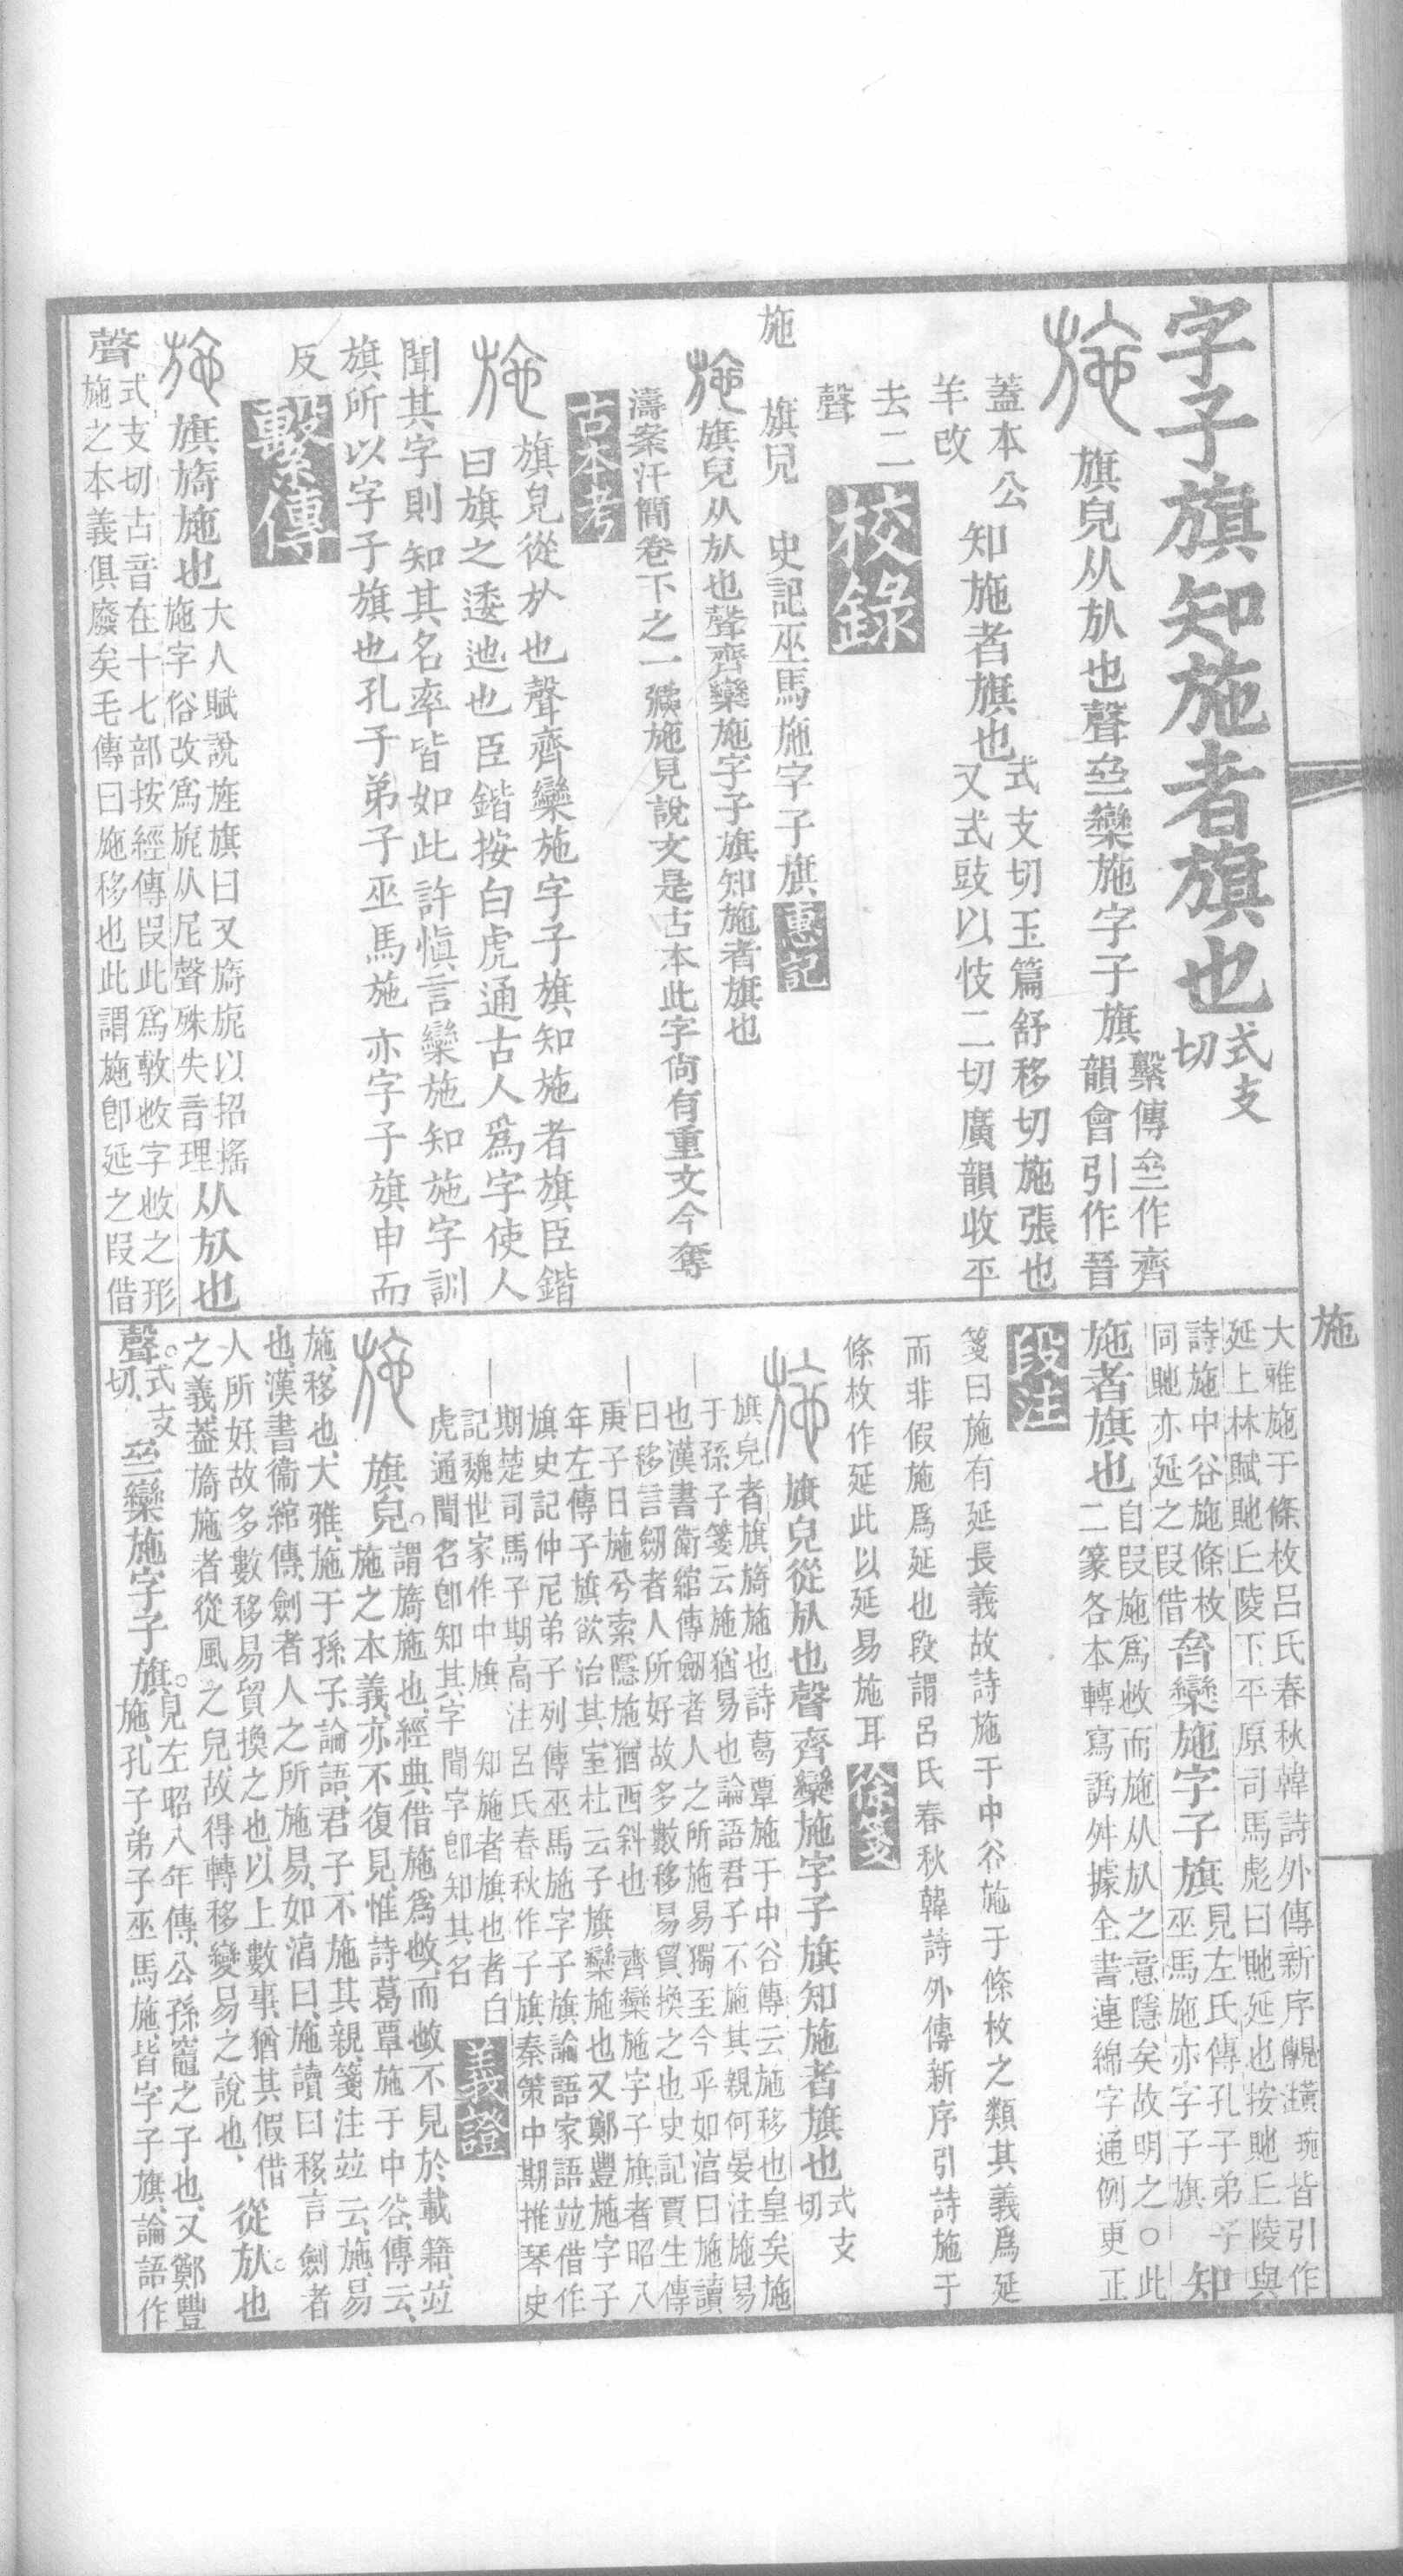 字子旗知施者旗也式支切
施 旗皃从㫃也聲亝欒施字子旗繫傳亝作齊
韻會引作晉
蓋本公
羊改
去二
聲
知施者旗也式支切玉篇舒移切施張也
又式豉以忮二切廣韻收平
校錄
施 旗皃 史記巫馬施字子旗惠記
施 旗皃从㫃也聲齊欒施字子旗知施者旗也
濤案汗簡卷下之一
施見說文是古本此字尚有重文今奪
古本考
施 旗皃從㫃也聲齊欒施字子旗知施者旗臣鍇
曰旗之逶迆也臣鍇按白虎通古人爲字使人
聞其字則知其名率皆如此許愼言欒施知施字訓
旗所以字子旗也孔子弟子巫馬施亦字子旗申而
反
繫傳
施 旗旖施也大人賦說旌旗曰又旖旎以招搖
施字俗改爲旎从尼聲殊失音理从㫃也
聲式支切古音在十七部按經傳叚此爲敷㪉字㪉之形
施之本義俱廢矣毛傳曰施移也此謂施卽延之叚借
施
大雅施于條枚呂氏春秋韓詩外傳新序皆引作
延上林賦貤丘陵下平原司馬彪曰貤延也按貤丘陵與
詩施中谷施條枚
同貤亦延之叚借
晉欒施字子旗見左氏傳孔子弟子
巫馬施亦字子旗
知
施者旗也自叚施爲㪉而施从㫃之意隱矣故明之○此
二篆各本轉寫譌舛據全書連綿字通例更正
段注
箋曰施有延長義故詩施于中谷施于條枚之類其義爲延
而非假施爲延也段謂呂氏春秋韓詩外傳新序引詩施于
條枚作延此以延易施耳徐箋
施 旗皃從㫃也聲齊欒施字子旗知施者旗也式支切
旗皃者旗旖施也詩葛覃施于中谷傳云施移也皇矣施
于孫子箋云施猶易也論語君子不施其親何晏注施易
也漢書衛綰傳劒者人之所施易獨至今乎如淳曰施讀
曰移言劒者人所好故多數移易貿換之也史記賈生傳
庚子日施兮索隱施猶西斜也 齊欒施字子旗者昭八
年左傳子旗欲治其室杜云子旗欒施也又鄭豐施字子
旗史記仲尼弟子列傳巫馬施字子旗論語家語竝借作
期楚司馬子期高注呂氏春秋作子旗秦策中期推琴史
記魏世家作中旗 知施者旗也者白
虎通聞名卽知其字聞字卽知其名
義證
施 旗皃。謂旖施也、經典借施爲㪉、而㪉不見於載籍、竝
施之本義、亦不復見、惟詩葛覃施于中谷、傳云、
施、移也、大雅、施于孫子、論語、君子不施其親、箋注竝云、施、易
也、漢書衞綰傳、劍者人之所施易、如淳曰、施讀曰移、言劍者
人所好、故多數移易貿換之也、以上數事、猶其假借
之義、蓋旖施者從風之皃、故得轉移變易之說也、從㫃也
聲。式支切、亝欒施字子旗。見左昭八年傳、公孫竈之子也、又鄭豐
施、孔子弟子巫馬施、皆字子旗、論語作